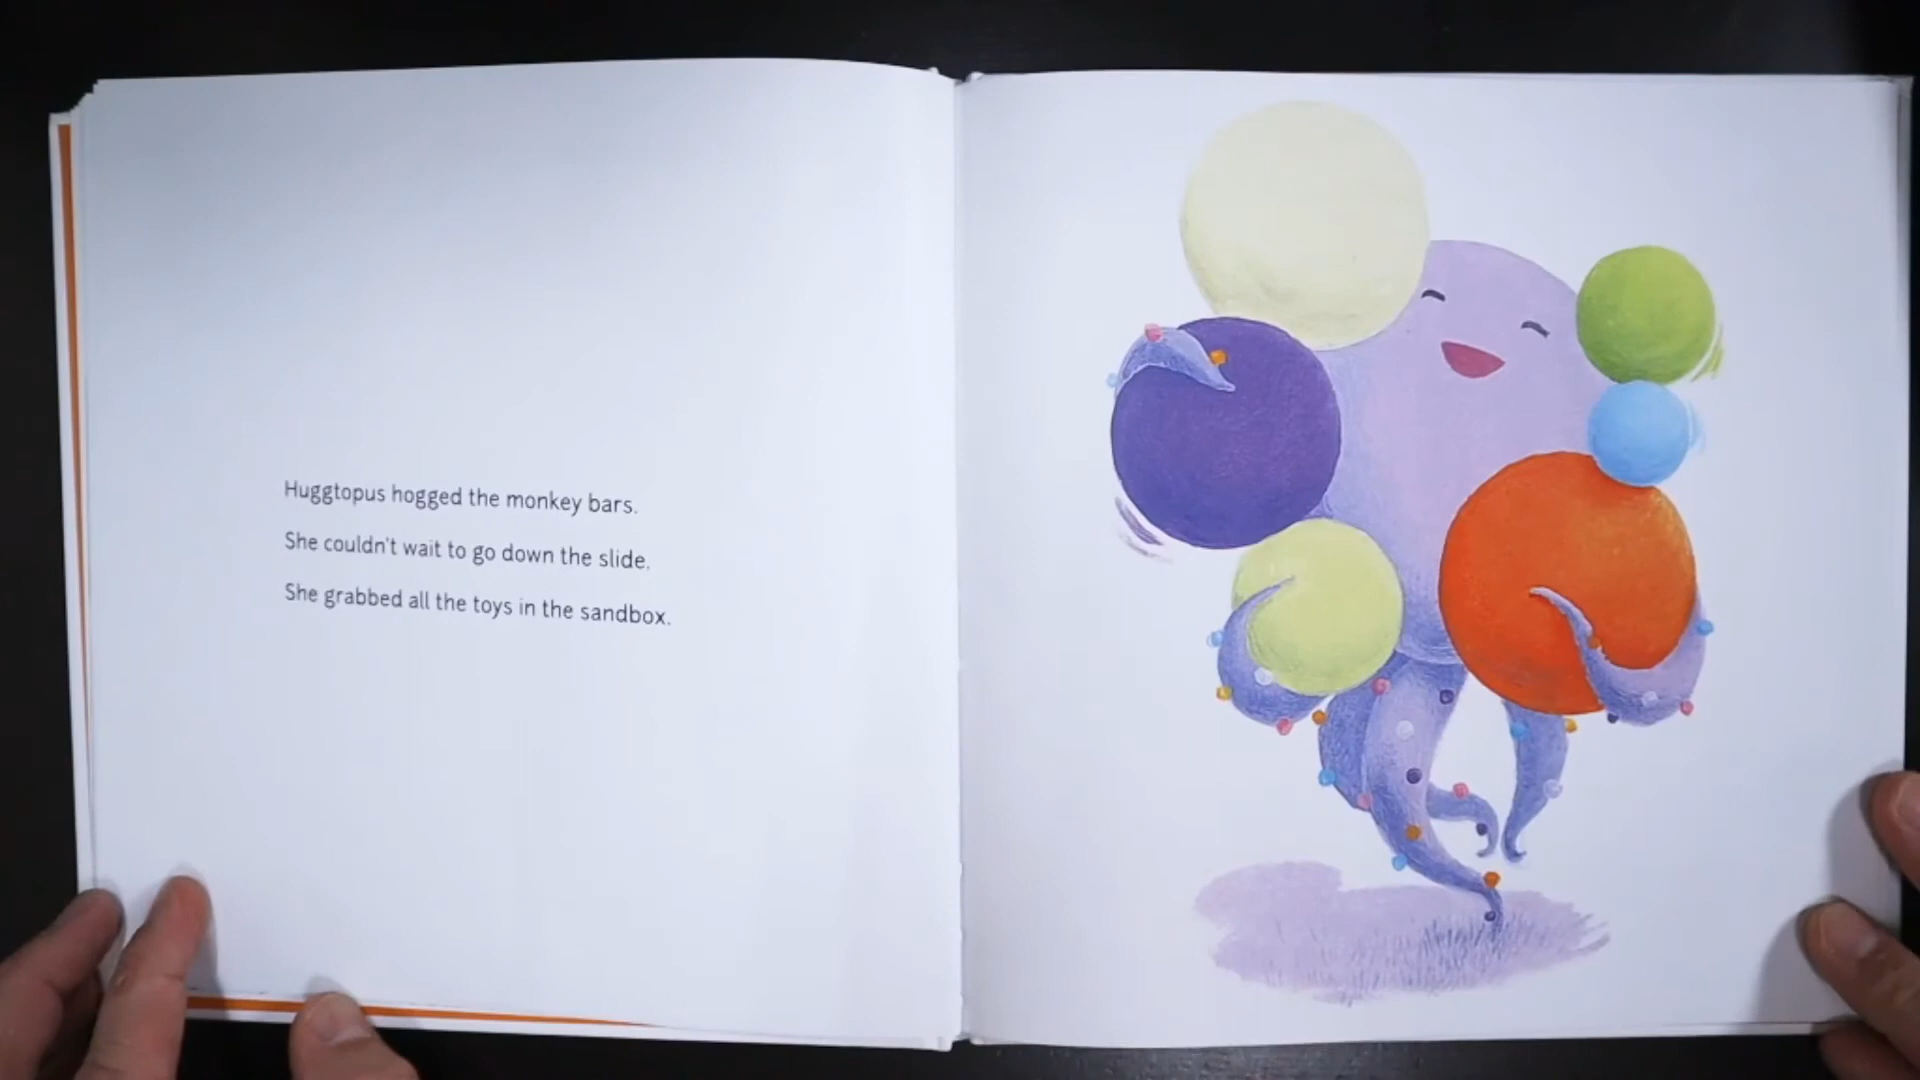 Huggtopus hogged the monkey bars.
She couldn't wait to go down the slide.
She grabbed all the toys in the sandbox.